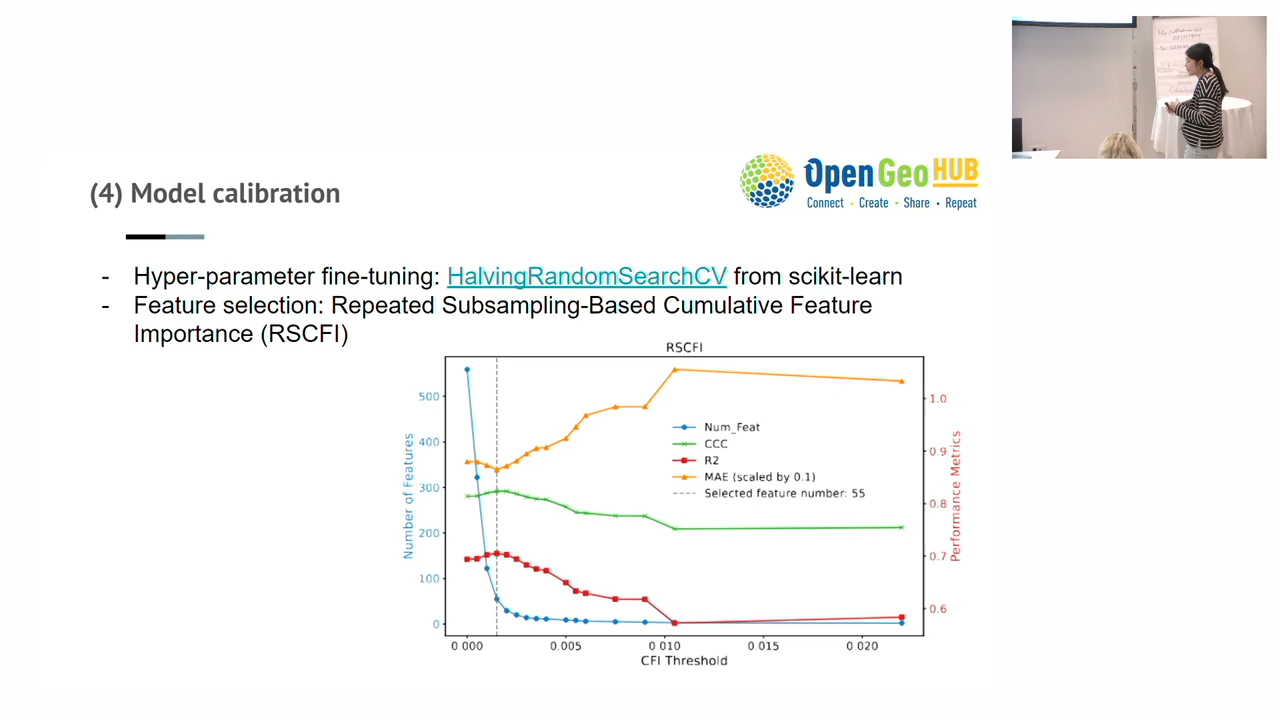 (4) Model calibration
OpenGeoHUB
Connect • Create • Share • Repeat
- Hyper-parameter fine-tuning: HalvingRandomSearchCV from scikit-learn
- Feature selection: Repeated Subsampling-Based Cumulative Feature
Importance (RSCFI)
RSCFI
Number of Features
500
400
300
200
100
0
Num_Feat
CCC
R2
MAE (scaled by 0.1)
Selected feature number: 55
1.0
0.9
0.8
0.7
0.6
Performance Metrics
0.000 0.005 0.010 0.015 0.020
CFI Threshold